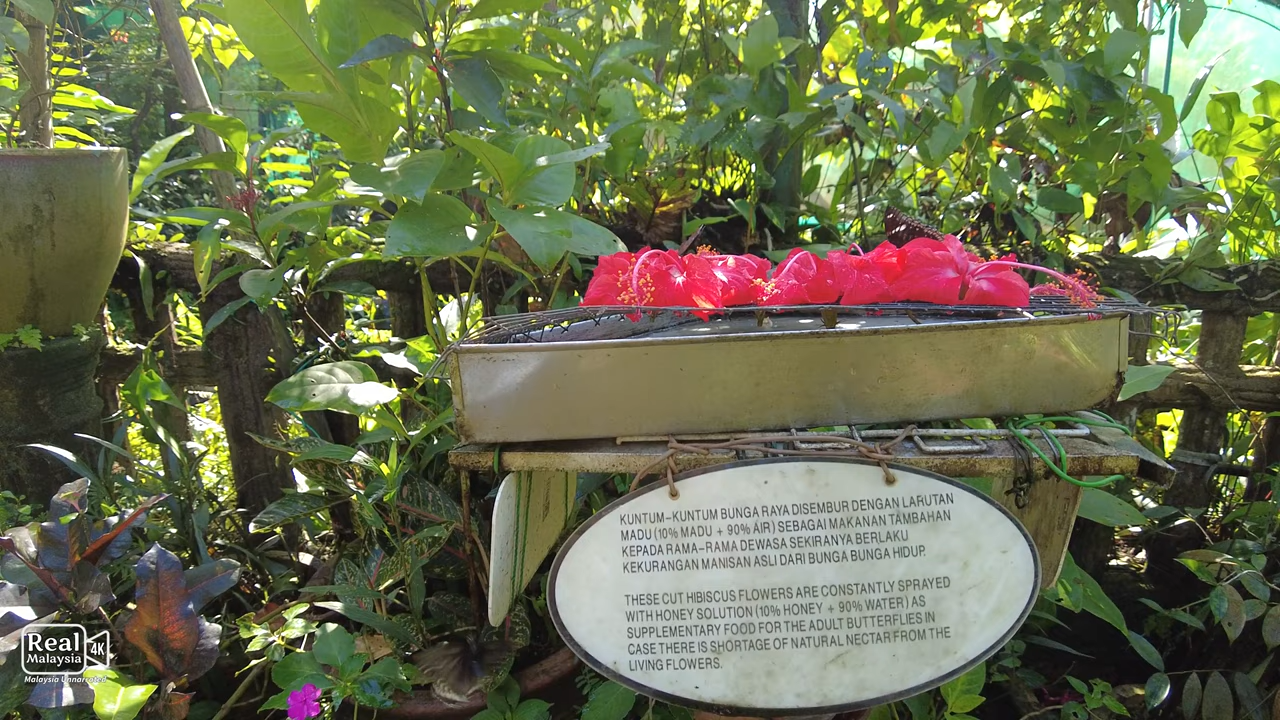 KUNTUM-KUNTUM BUNGA RAYA DISEMBUR DENGAN LARUTAN
MADU (10% MADU + 90% AIR) SEBAGAI MAKANAN TAMBAHAN
KEPADA RAMA-RAMA DEWASA SEKIRANYA BERLAKU
KEKURANGAN MANISAN ASLI DARI BUNGA BUNGA HIDUP.
THESE CUT HIBISCUS FLOWERS ARE CONSTANTLY SPRAYED
WITH HONEY SOLUTION (10% HONEY + 90% WATER) AS
SUPPLEMENTARY FOOD FOR THE ADULT BUTTERFLIES IN
CASE THERE IS SHORTAGE OF NATURAL NECTAR FROM THE
LIVING FLOWERS.
Real 4K
Malaysia
Malaysia Unnarrated